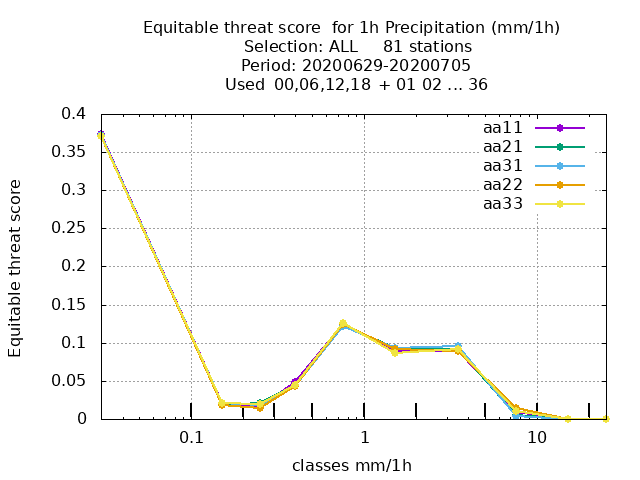 Equitable threat score  for 1h Precipitation (mm/1h)
Selection: ALL     81 stations
Period: 20200629-20200705
Used  00,06,12,18  + 01 02 ... 36
0.4
0.35
0.3
0.25
0.2
0.15
0.1
0.05
0
Equitable threat score
aa11
aa21
aa31
aa22
aa33
0.1
1
10
classes mm/1h